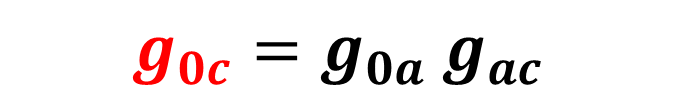 g₀c = g₀ₐ gₐc